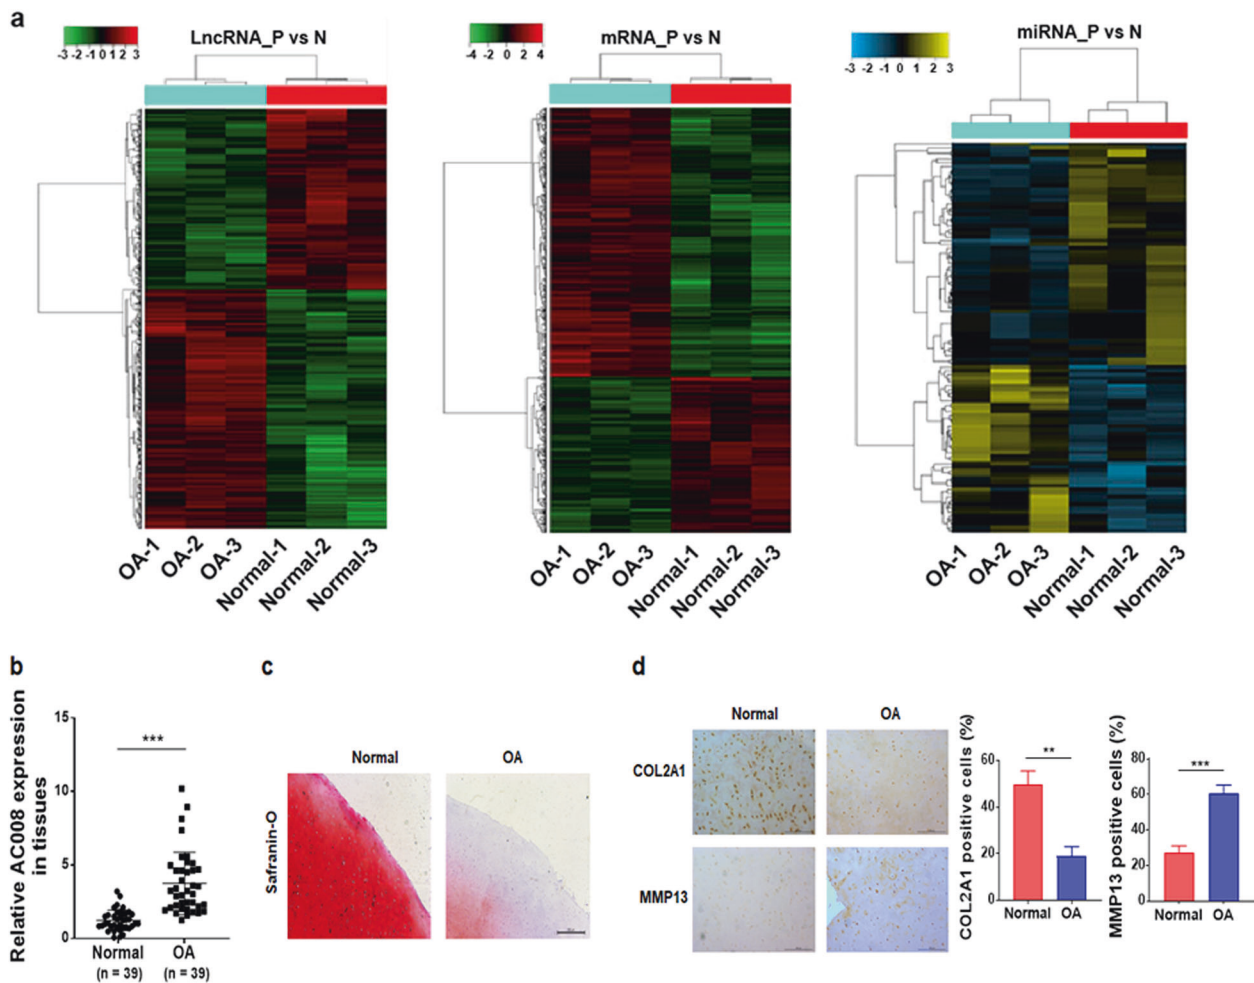 a
LncRNA_P vs N
-3 -2 -1 0 1 2 3
OA-1 OA-2 OA-3 Normal-1 Normal-2 Normal-3
mRNA_P vs N
-4 -2 0 2 4
OA-1 OA-2 OA-3 Normal-1 Normal-2 Normal-3
miRNA_P vs N
-3 -2 -1 0 1 2 3
OA-1 OA-2 OA-3 Normal-1 Normal-2 Normal-3
b
Relative AC008 expression
in tissues
15
10
5
0
***
Normal OA
(n = 39) (n = 39)
c
Normal OA
Safranin-O
d
Normal OA
COL2A1
MMP13
COL2A1 positive cells (%)
60
40
20
0
**
Normal OA
MMP13 positive cells (%)
80
60
40
20
0
***
Normal OA